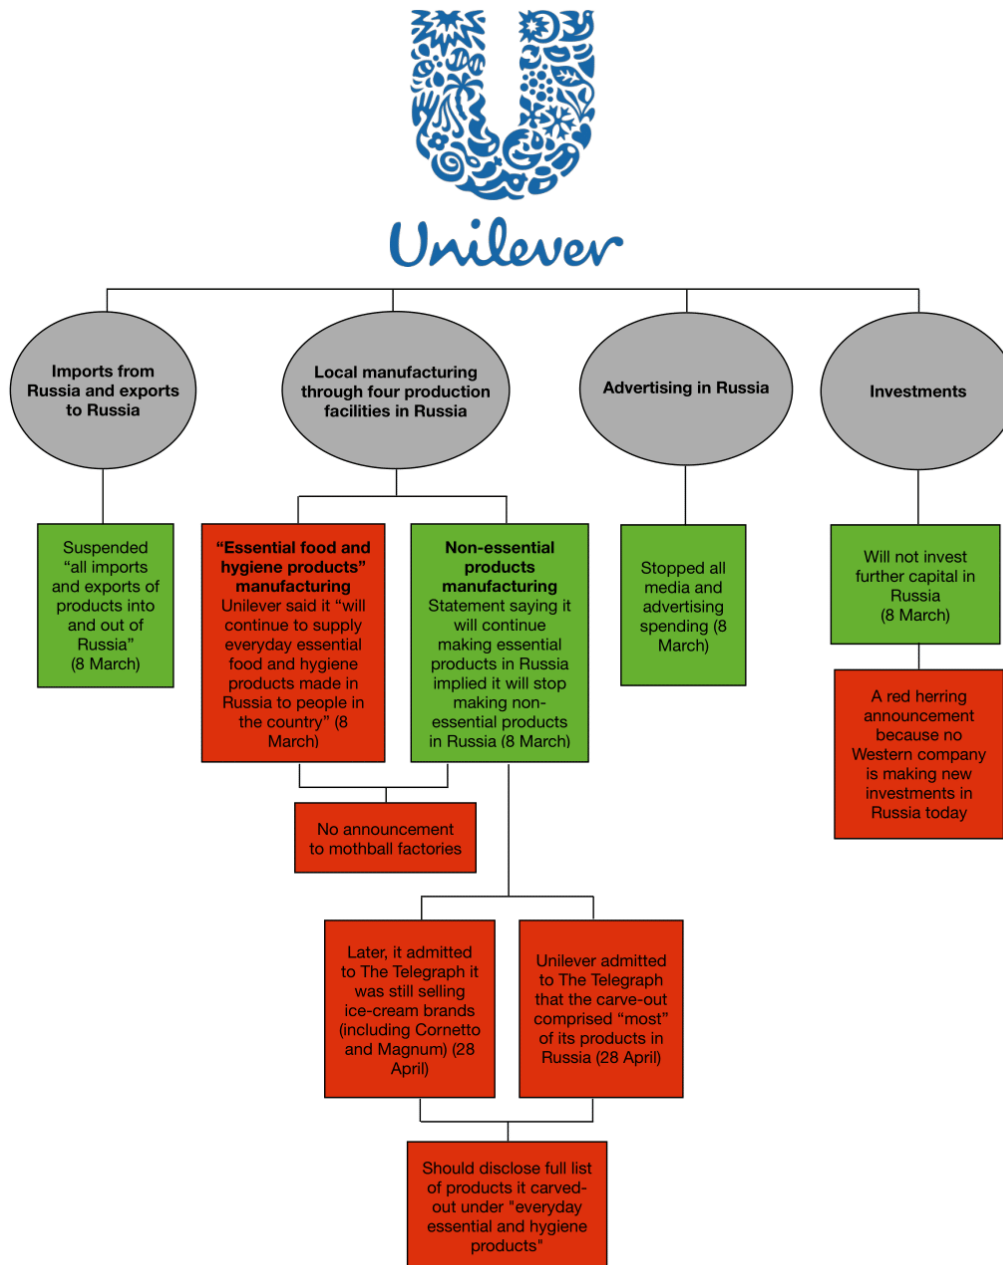 Unilever
Imports from
Russia and exports
to Russia
Local manufacturing
through four production
facilities in Russia
Advertising in Russia
Investments
Suspended
“all imports
and exports of
products into
and out of
Russia”
(8 March)
“Essential food and
hygiene products”
manufacturing
Unilever said it “will
continue to supply
everyday essential
food and hygiene
products made in
Russia to people in
the country” (8
March)
Non-essential
products
manufacturing
Statement saying it
will continue
making essential
products in Russia
implied it will stop
making non-
essential products
in Russia (8 March)
Stopped all
media and
advertising
spending (8
March)
Will not invest
further capital in
Russia
(8 March)
A red herring
announcement
because no
Western company
is making new
investments in
Russia today
No announcement
to mothball factories
Later, it admitted
to The Telegraph it
was still selling
ice-cream brands
(including Cornetto
and Magnum) (28
April)
Unilever admitted
to The Telegraph
that the carve-out
comprised “most”
of its products in
Russia (28 April)
Should disclose full list
of products it carved-
out under "everyday
essential and hygiene
products"